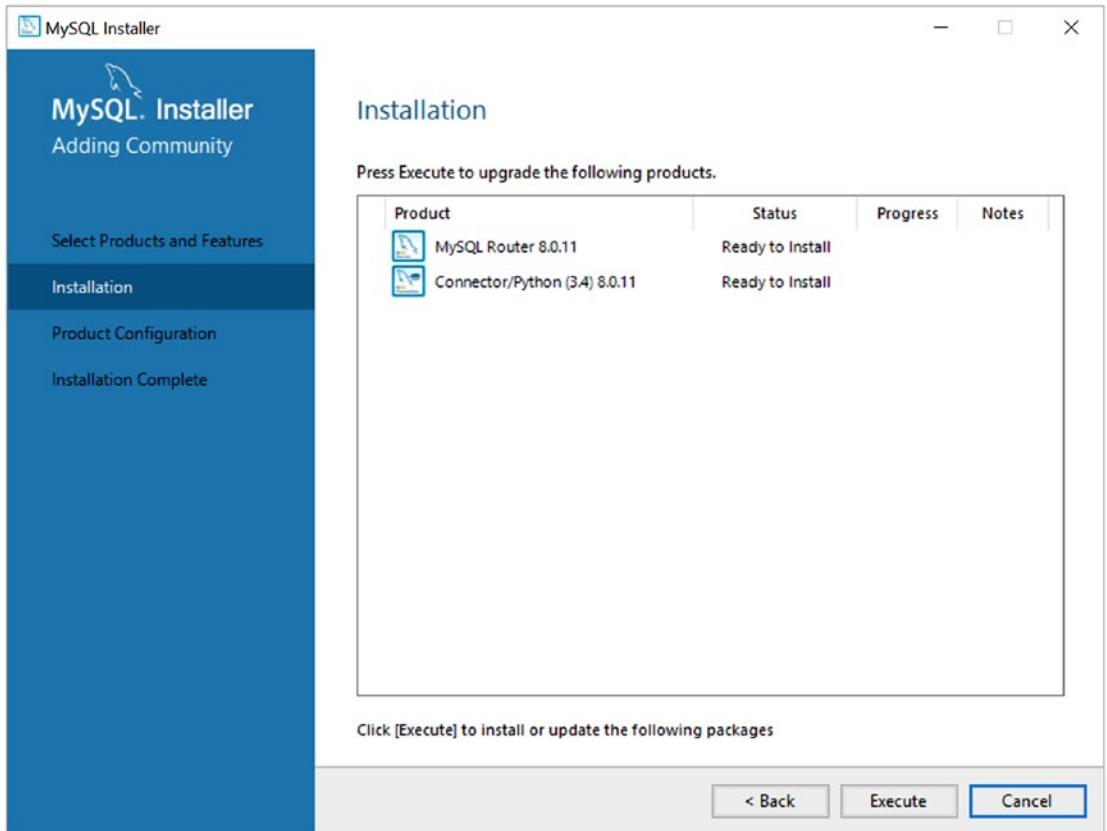 MySQL Installer
MySQL. Installer
Adding Community
Select Products and Features
Installation
Product Configuration
Installation Complete
Installation
Press Execute to upgrade the following products.
Product Status Progress Notes
MySQL Router 8.0.11 Ready to Install
Connector/Python (3.4) 8.0.11 Ready to Install
Click [Execute] to install or update the following packages
< Back Execute Cancel